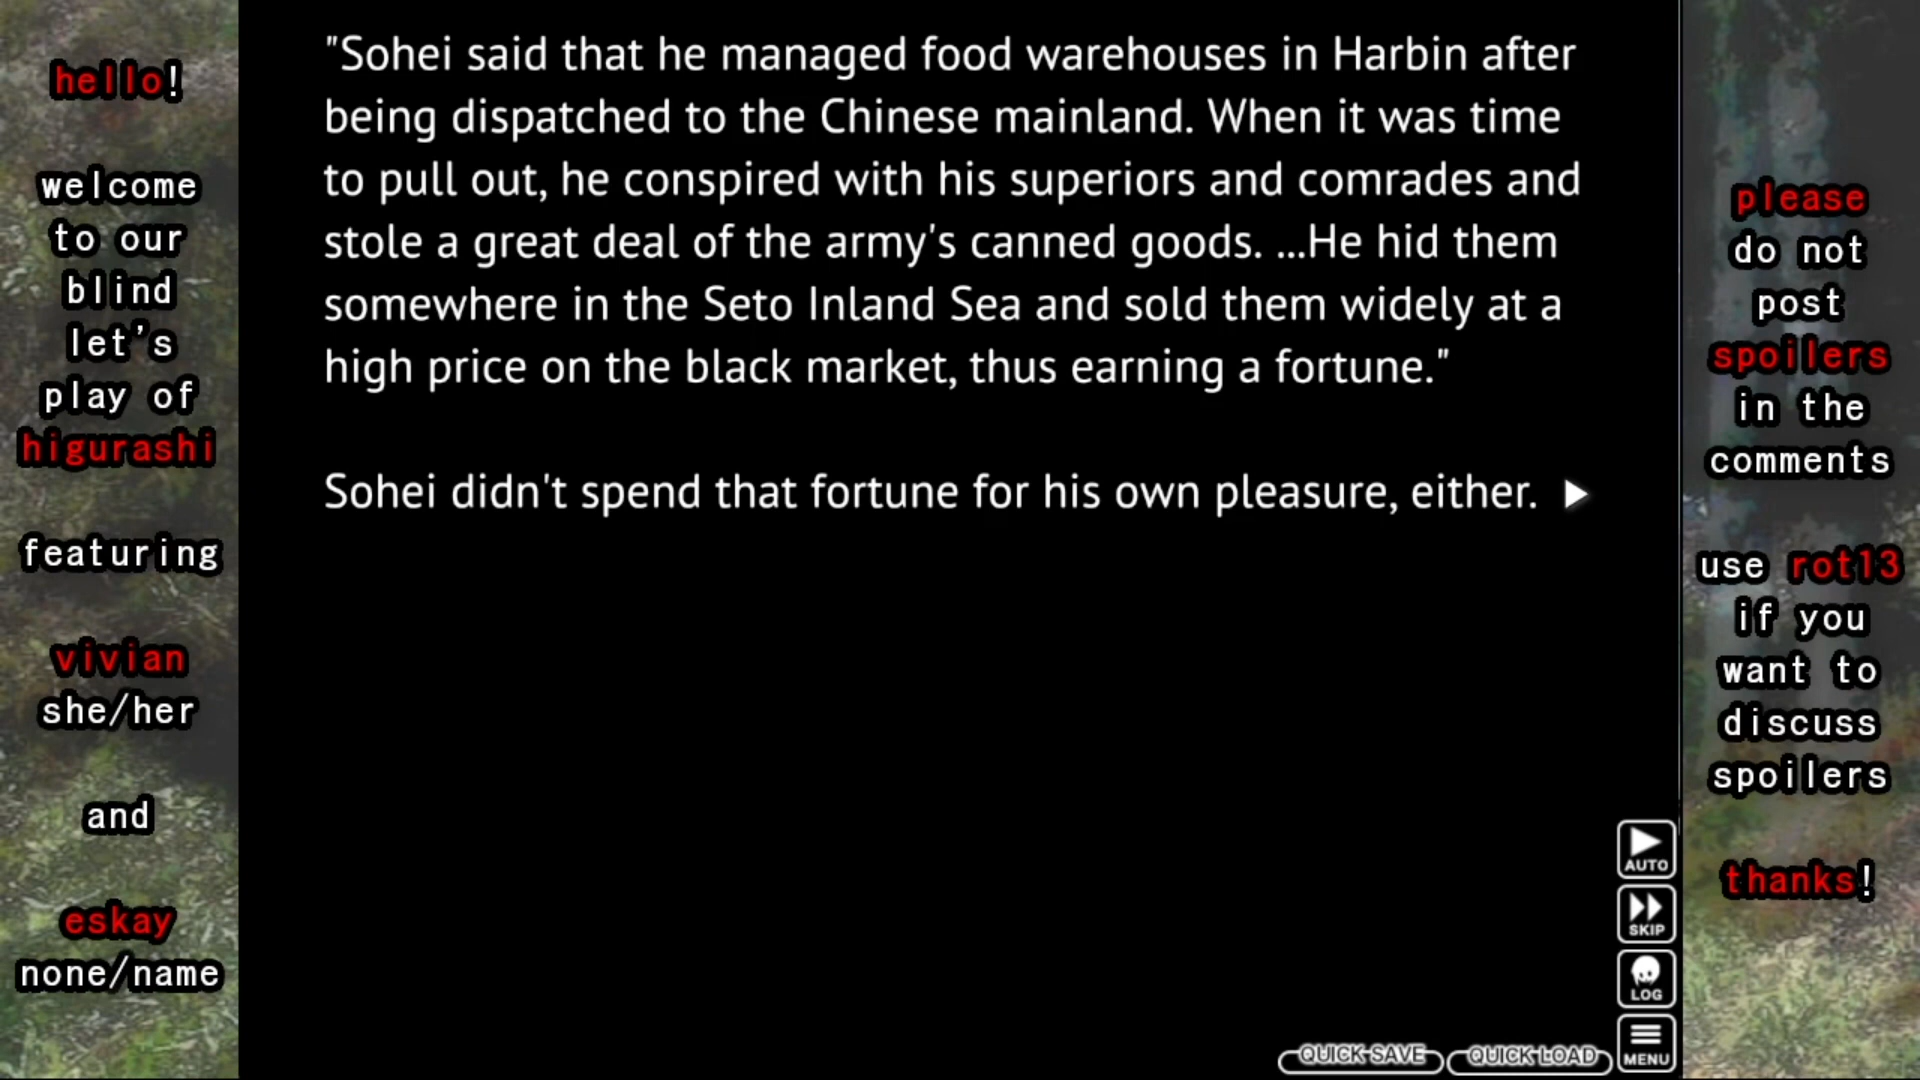 hello!
welcome
to our
blind
let's
play of
higurashi
featuring
vivian
she/her
and
eskay
none/name
"Sohei said that he managed food warehouses in Harbin after
being dispatched to the Chinese mainland. When it was time
to pull out, he conspired with his superiors and comrades and
stole a great deal of the army's canned goods. ...He hid them
somewhere in the Seto Inland Sea and sold them widely at a
high price on the black market, thus earning a fortune."
Sohei didn't spend that fortune for his own pleasure, either.
AUTO
SKIP
LOG
MENU
QUICK SAVE
QUICK LOAD
please
do not
post
spoilers
in the
comments
use rot13
if you
want to
discuss
spoilers
thanks!